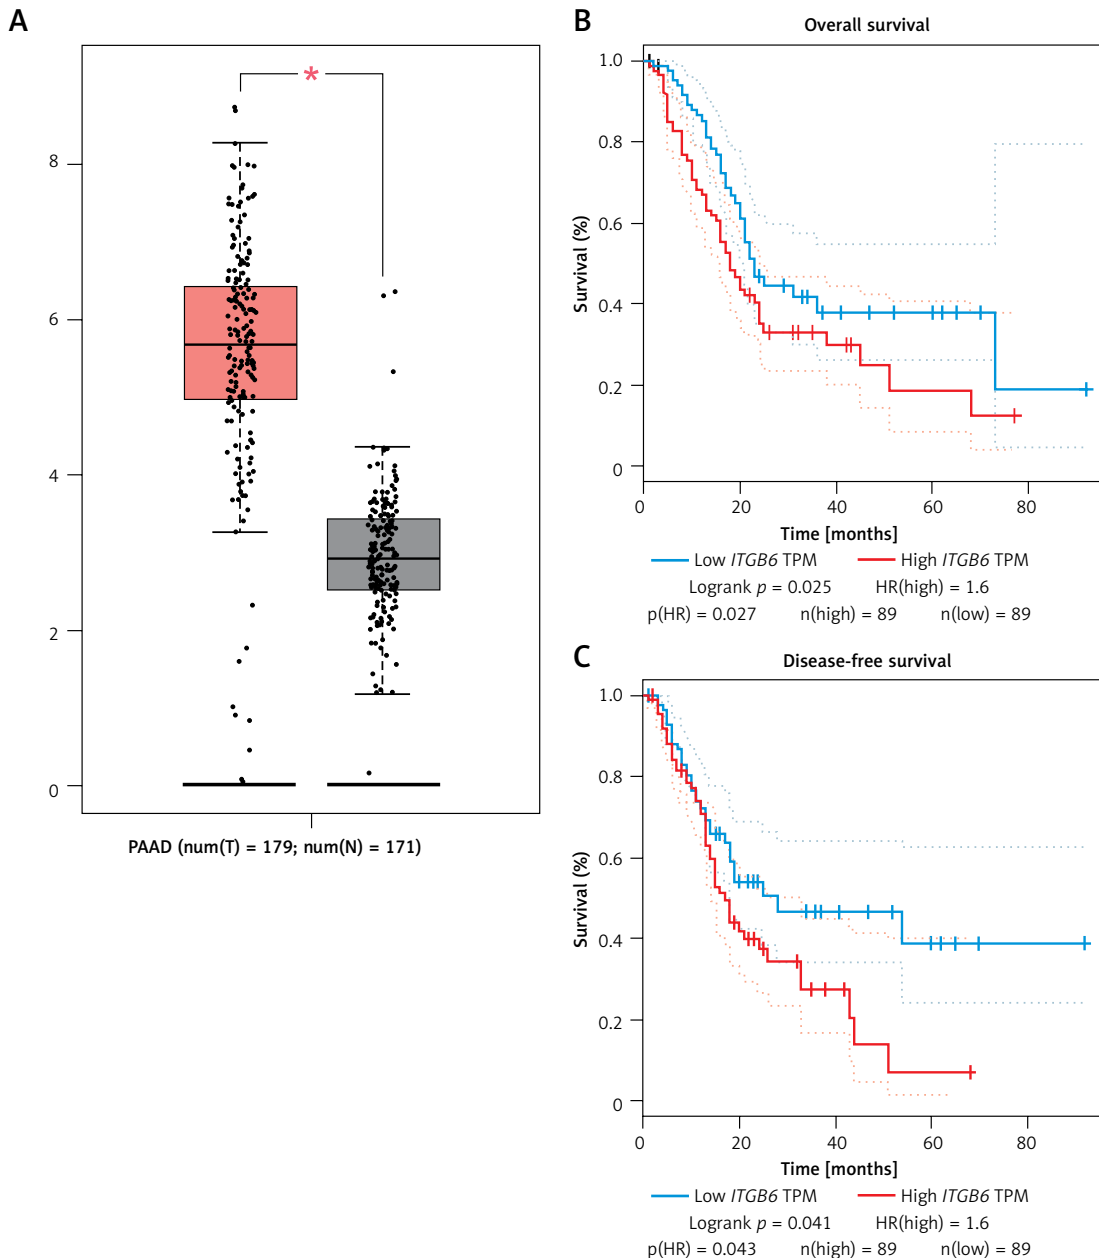 A
*
8
6
4
2
0
PAAD (num(T) = 179; num(N) = 171)
B
Overall survival
Survival (%)
1.0
0.8
0.6
0.4
0.2
0
0 20 40 60 80
Time [months]
Low ITGB6 TPM High ITGB6 TPM
Logrank p = 0.025 HR(high) = 1.6
p(HR) = 0.027 n(high) = 89 n(low) = 89
C
Disease-free survival
Survival (%)
1.0
0.8
0.6
0.4
0.2
0
0 20 40 60 80
Time [months]
Low ITGB6 TPM High ITGB6 TPM
Logrank p = 0.041 HR(high) = 1.6
p(HR) = 0.043 n(high) = 89 n(low) = 89